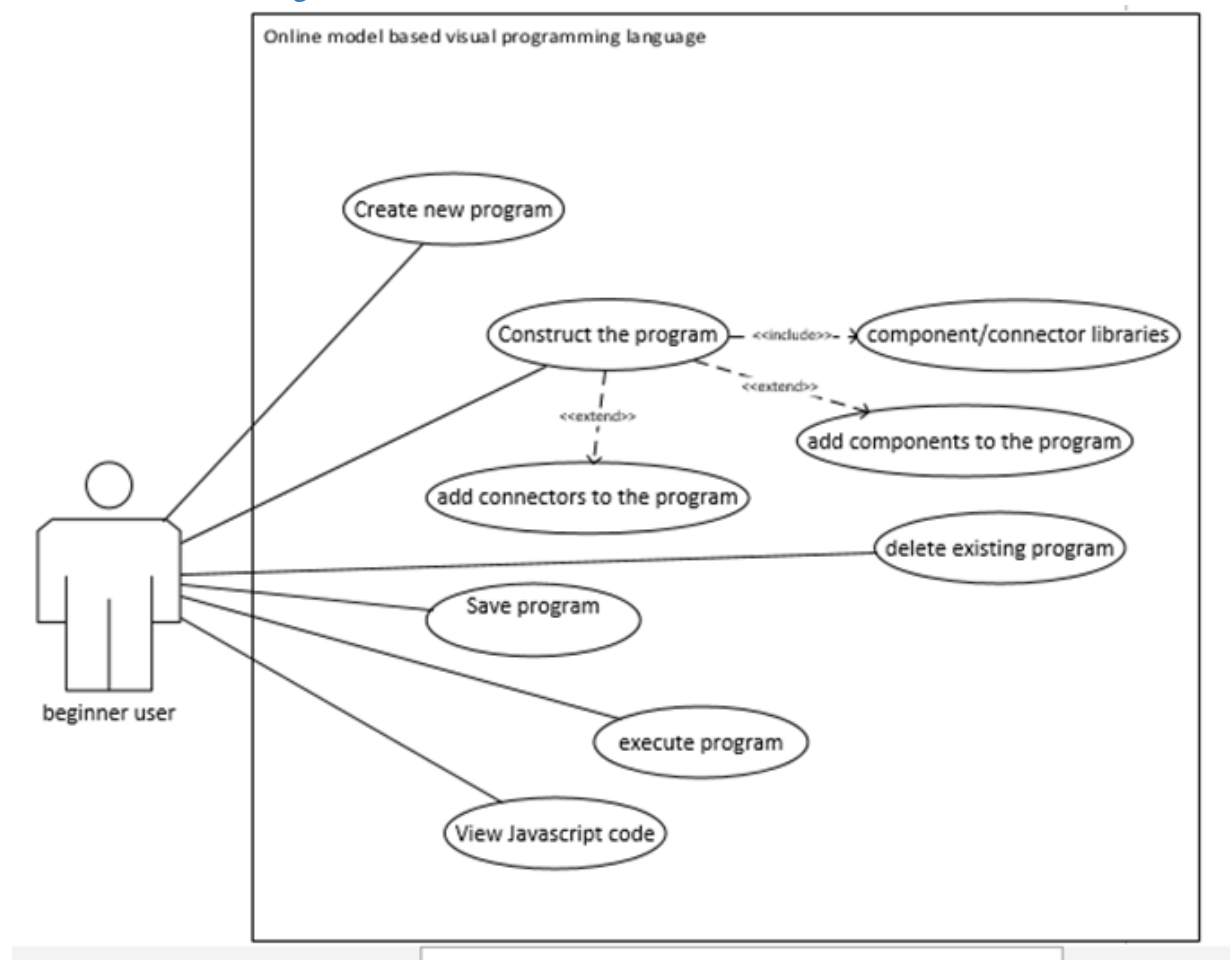 Online model based visual programming language
Create new program
Construct the program
<<include>>
component/connector libraries
<<extend>>
<<extend>>
add components to the program
add connectors to the program
delete existing program
Save program
beginner user
execute program
View Javascript code